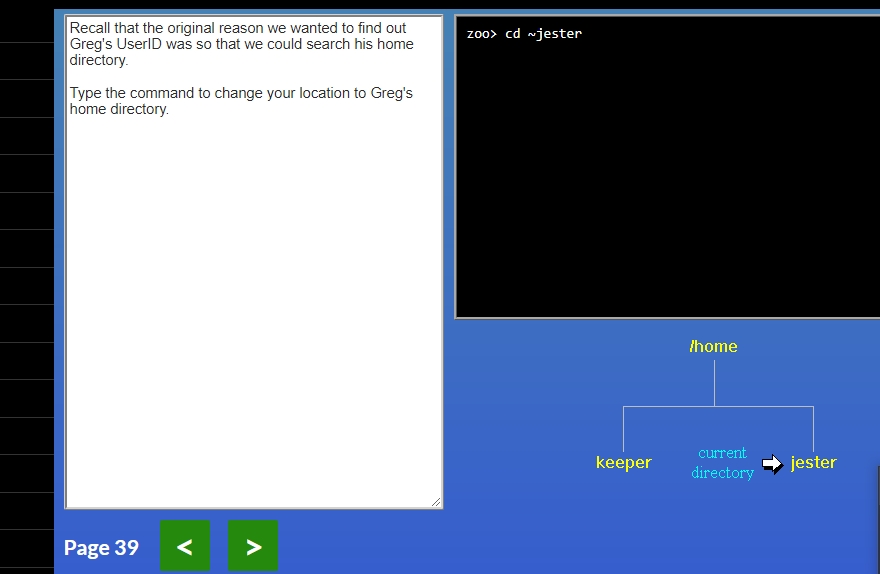 Recall that the original reason we wanted to find out
Greg's UserID was so that we could search his home
directory.
Type the command to change your location to Greg's
home directory.
zoo> cd ~jester
/home
keeper
current
directory
jester
Page 39
<
>